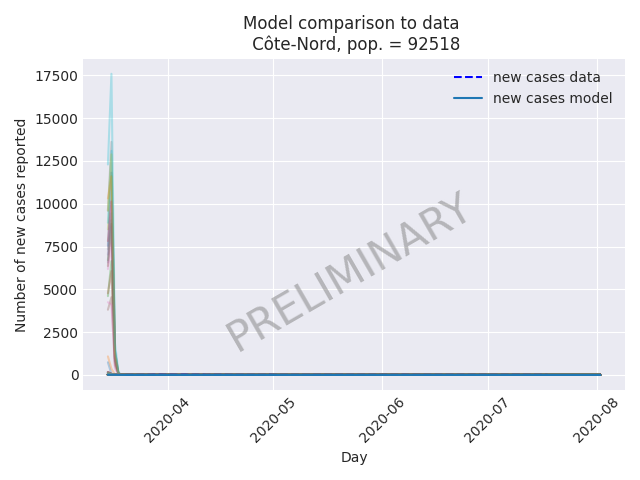 Model comparison to data
Côte-Nord, pop. = 92518
new cases data
new cases model
Number of new cases reported
17500
15000
12500
10000
7500
5000
2500
0
PRELIMINARY
2020-04
2020-05
2020-06
2020-07
2020-08
Day